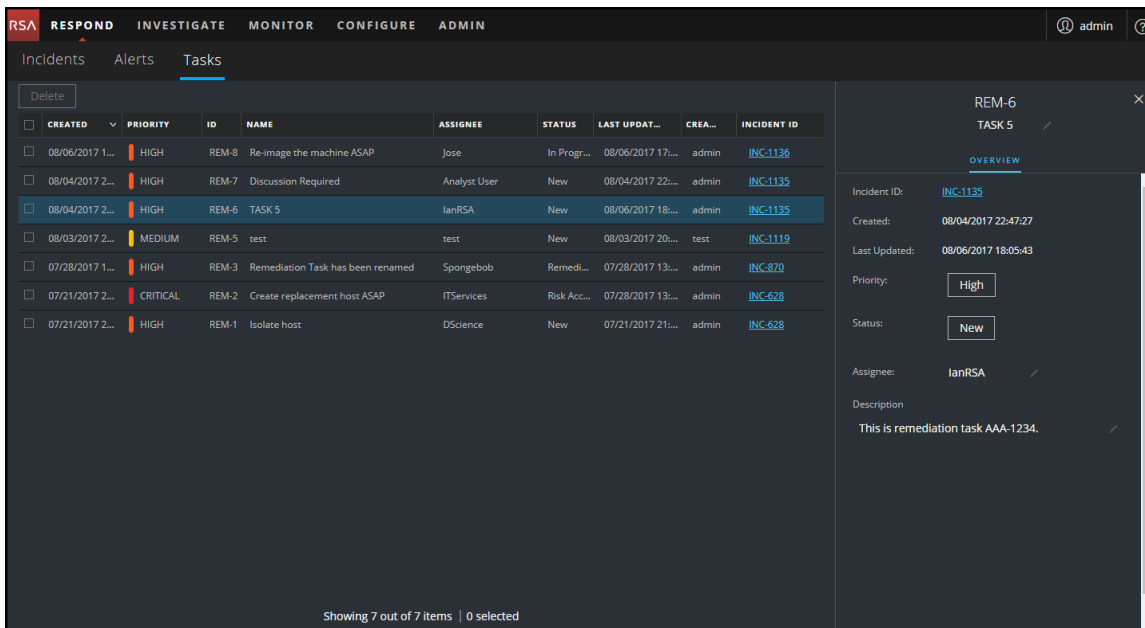 RSA RESPOND INVESTIGATE MONITOR CONFIGURE ADMIN admin
Incidents Alerts Tasks
Delete
CREATED PRIORITY ID NAME ASSIGNEE STATUS LAST UPDAT... CREA... INCIDENT ID
08/06/2017 1... HIGH REM-8 Re-image the machine ASAP Jose In Progr... 08/06/2017 17:... admin INC-1136
08/04/2017 2... HIGH REM-7 Discussion Required Analyst User New 08/04/2017 22:... admin INC-1135
08/04/2017 2... HIGH REM-6 TASK 5 IanRSA New 08/06/2017 18:... admin INC-1135
08/03/2017 2... MEDIUM REM-5 test test New 08/03/2017 20:... test INC-1119
07/28/2017 1... HIGH REM-3 Remediation Task has been renamed Spongebob Remedi... 07/28/2017 13:... admin INC-870
07/21/2017 2... CRITICAL REM-2 Create replacement host ASAP ITServices Risk Acc... 07/28/2017 13:... admin INC-628
07/21/2017 2... HIGH REM-1 Isolate host DScience New 07/21/2017 21:... admin INC-628
Showing 7 out of 7 items | 0 selected
REM-6
TASK 5
OVERVIEW
Incident ID: INC-1135
Created: 08/04/2017 22:47:27
Last Updated: 08/06/2017 18:05:43
Priority: High
Status: New
Assignee: IanRSA
Description
This is remediation task AAA-1234.